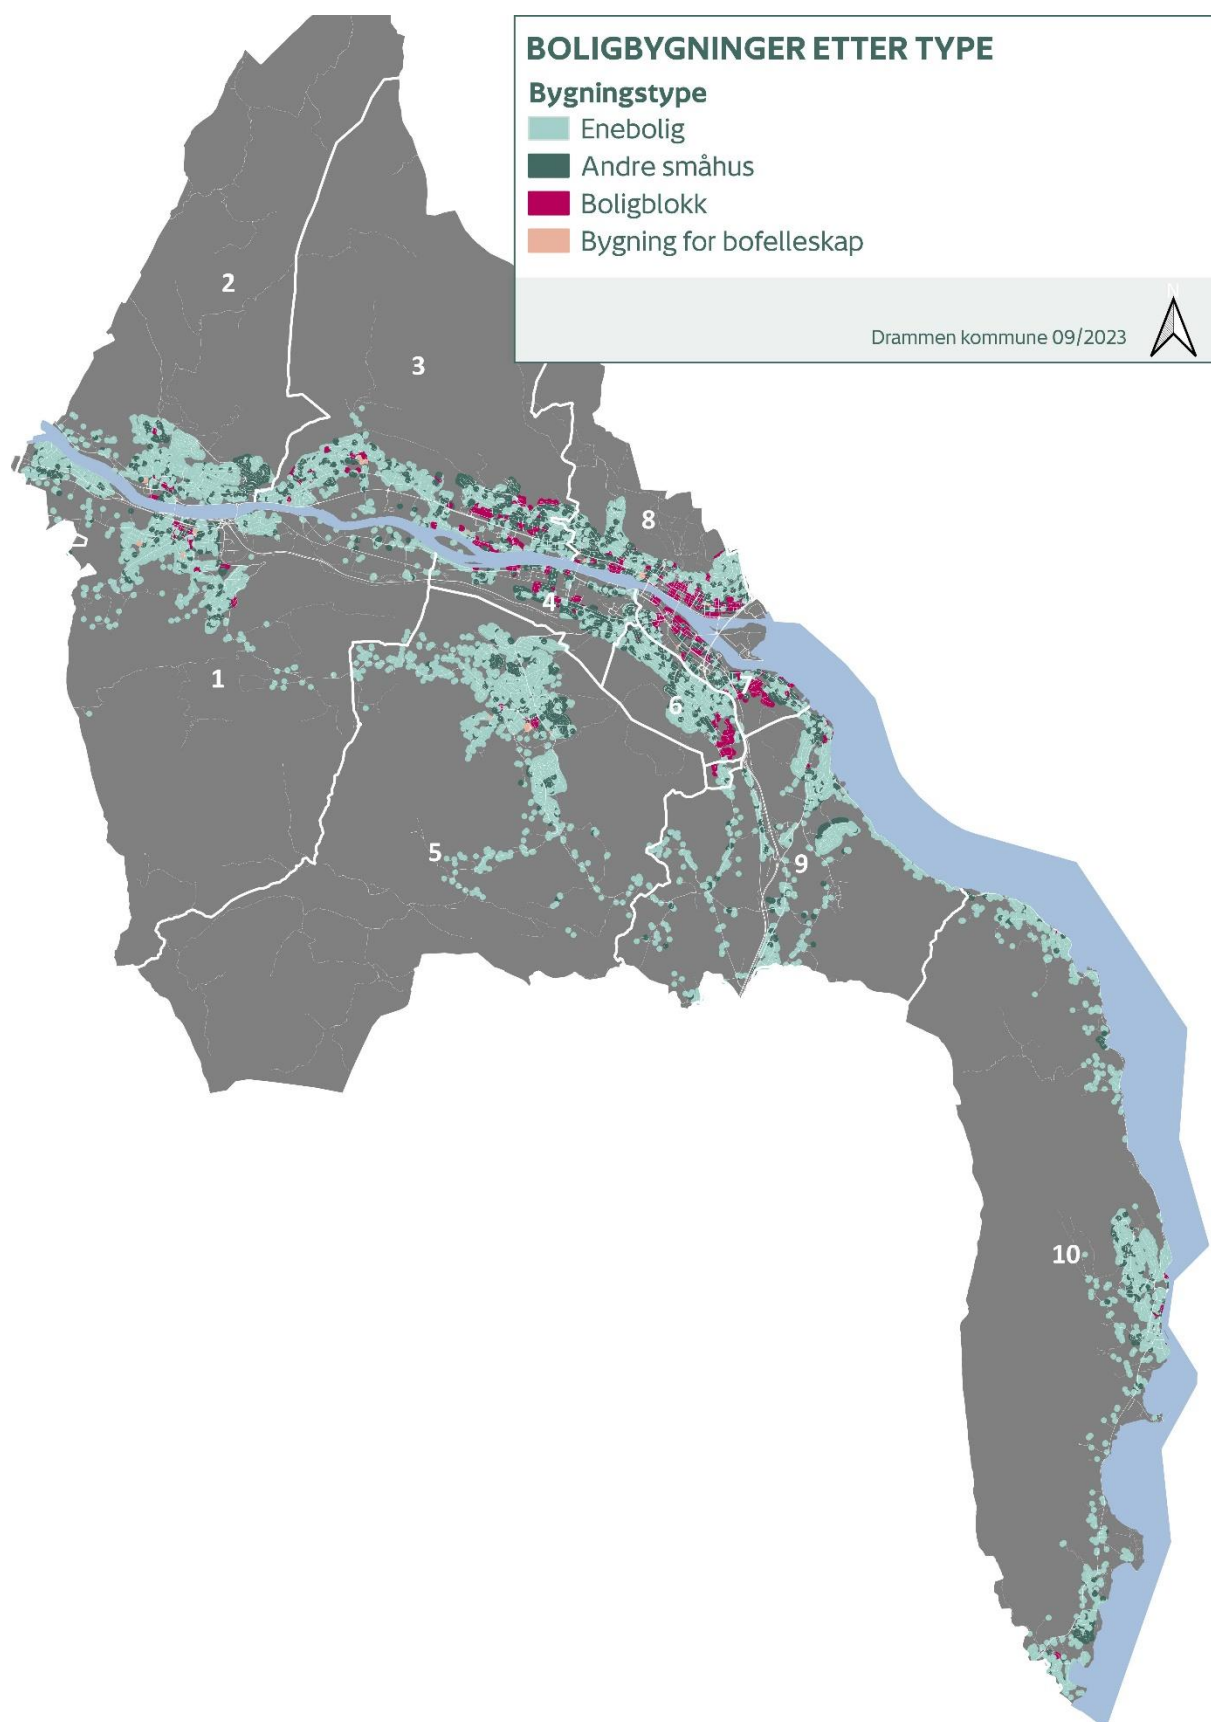 BOLIGBYGNINGER ETTER TYPE
Bygningstype
Enebolig
Andre småhus
Boligblokk
Bygning for bofelleskap
N
Drammen kommune 09/2023
2
3
8
4
1
7
6
5
9
10